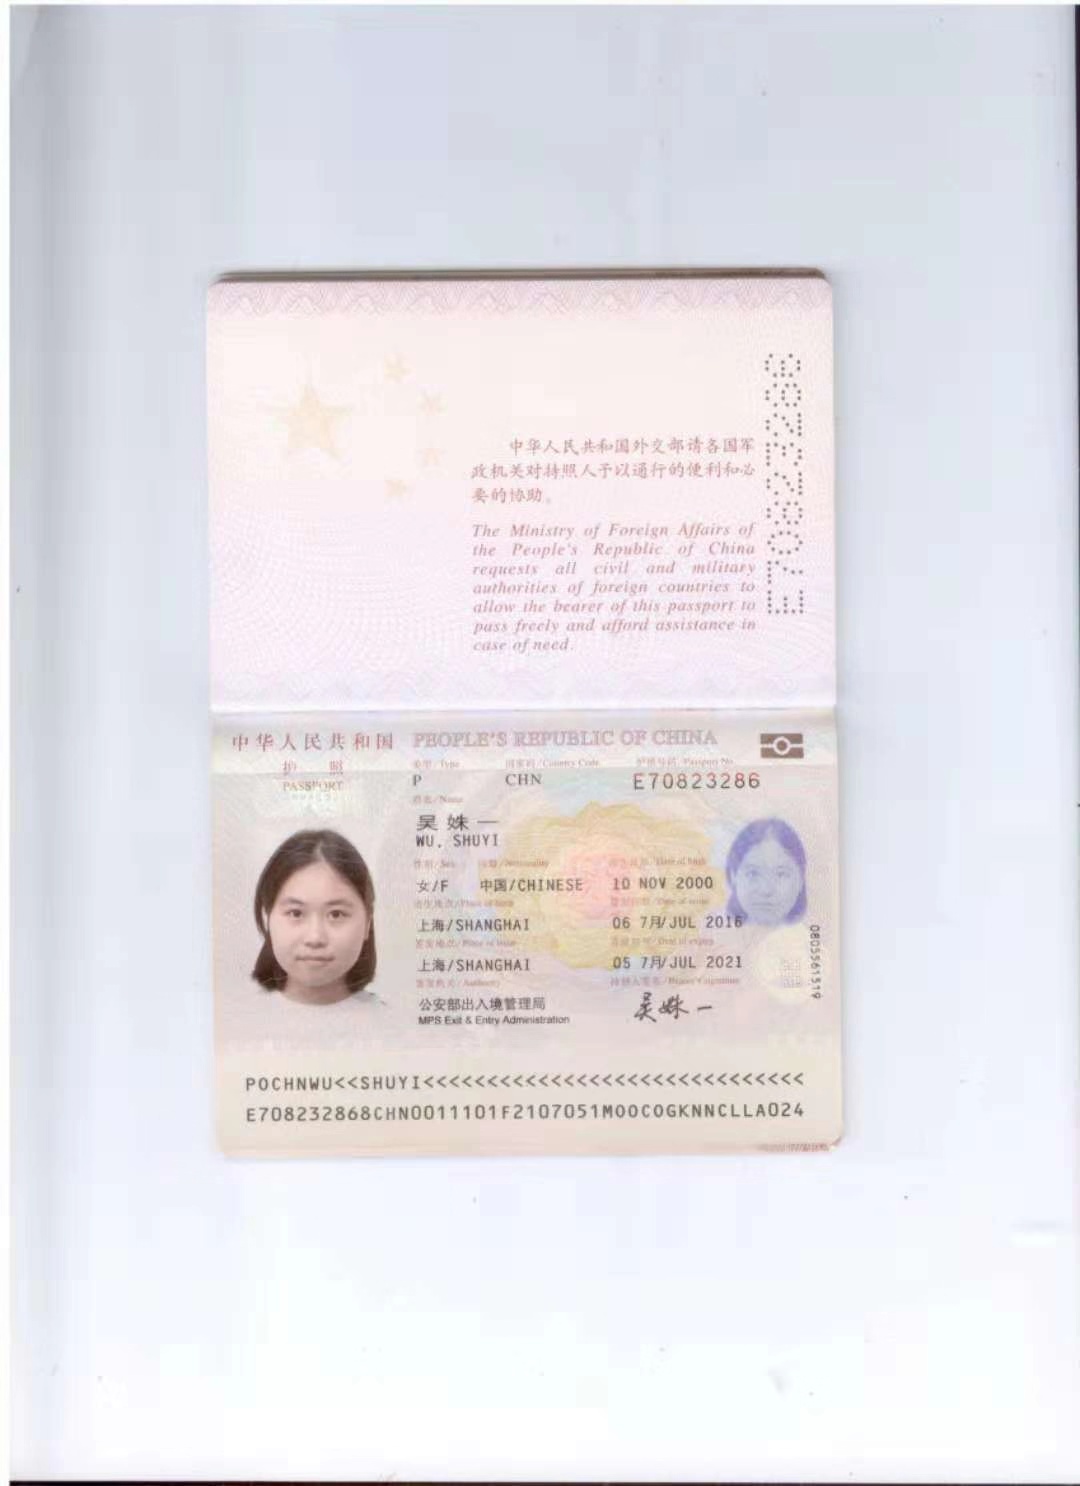 中华人民共和国外交部请各国军
政机关对持照人予以通行的便利和必
要的协助。
The Ministry of Foreign Affairs of
the People's Republic of China
requests all civil and military
authorities of foreign countries to
allow the bearer of this passport to
pass freely and afford assistance in
case of need.
E70823286
中华人民共和国 PEOPLE'S REPUBLIC OF CHINA
护照
PASSPORT
类型/Type 国家码/Country Code 护照号码/Passport No.
P CHN E70823286
姓名/Name
吴姝一
WU, SHUYI
性别/Sex 国籍/Nationality 出生日期/Date of birth
女/F 中国/CHINESE 10 NOV 2000
出生地点/Place of birth 签发日期/Date of issue
上海/SHANGHAI 06 7月/JUL 2016
签发地点/Place of issue 有效期至/Date of expiry
上海/SHANGHAI 05 7月/JUL 2021
签发机关/Authority 持照人签名/Bearer's signature
公安部出入境管理局 吴姝一
MPS Exit & Entry Administration
0805561519
POCHNWU<<SHUYI<<<<<<<<<<<<<<<<<<<<<<<<<<<<<<
E708232868CHN0011101F2107051MOOCOGKNNCLLA024